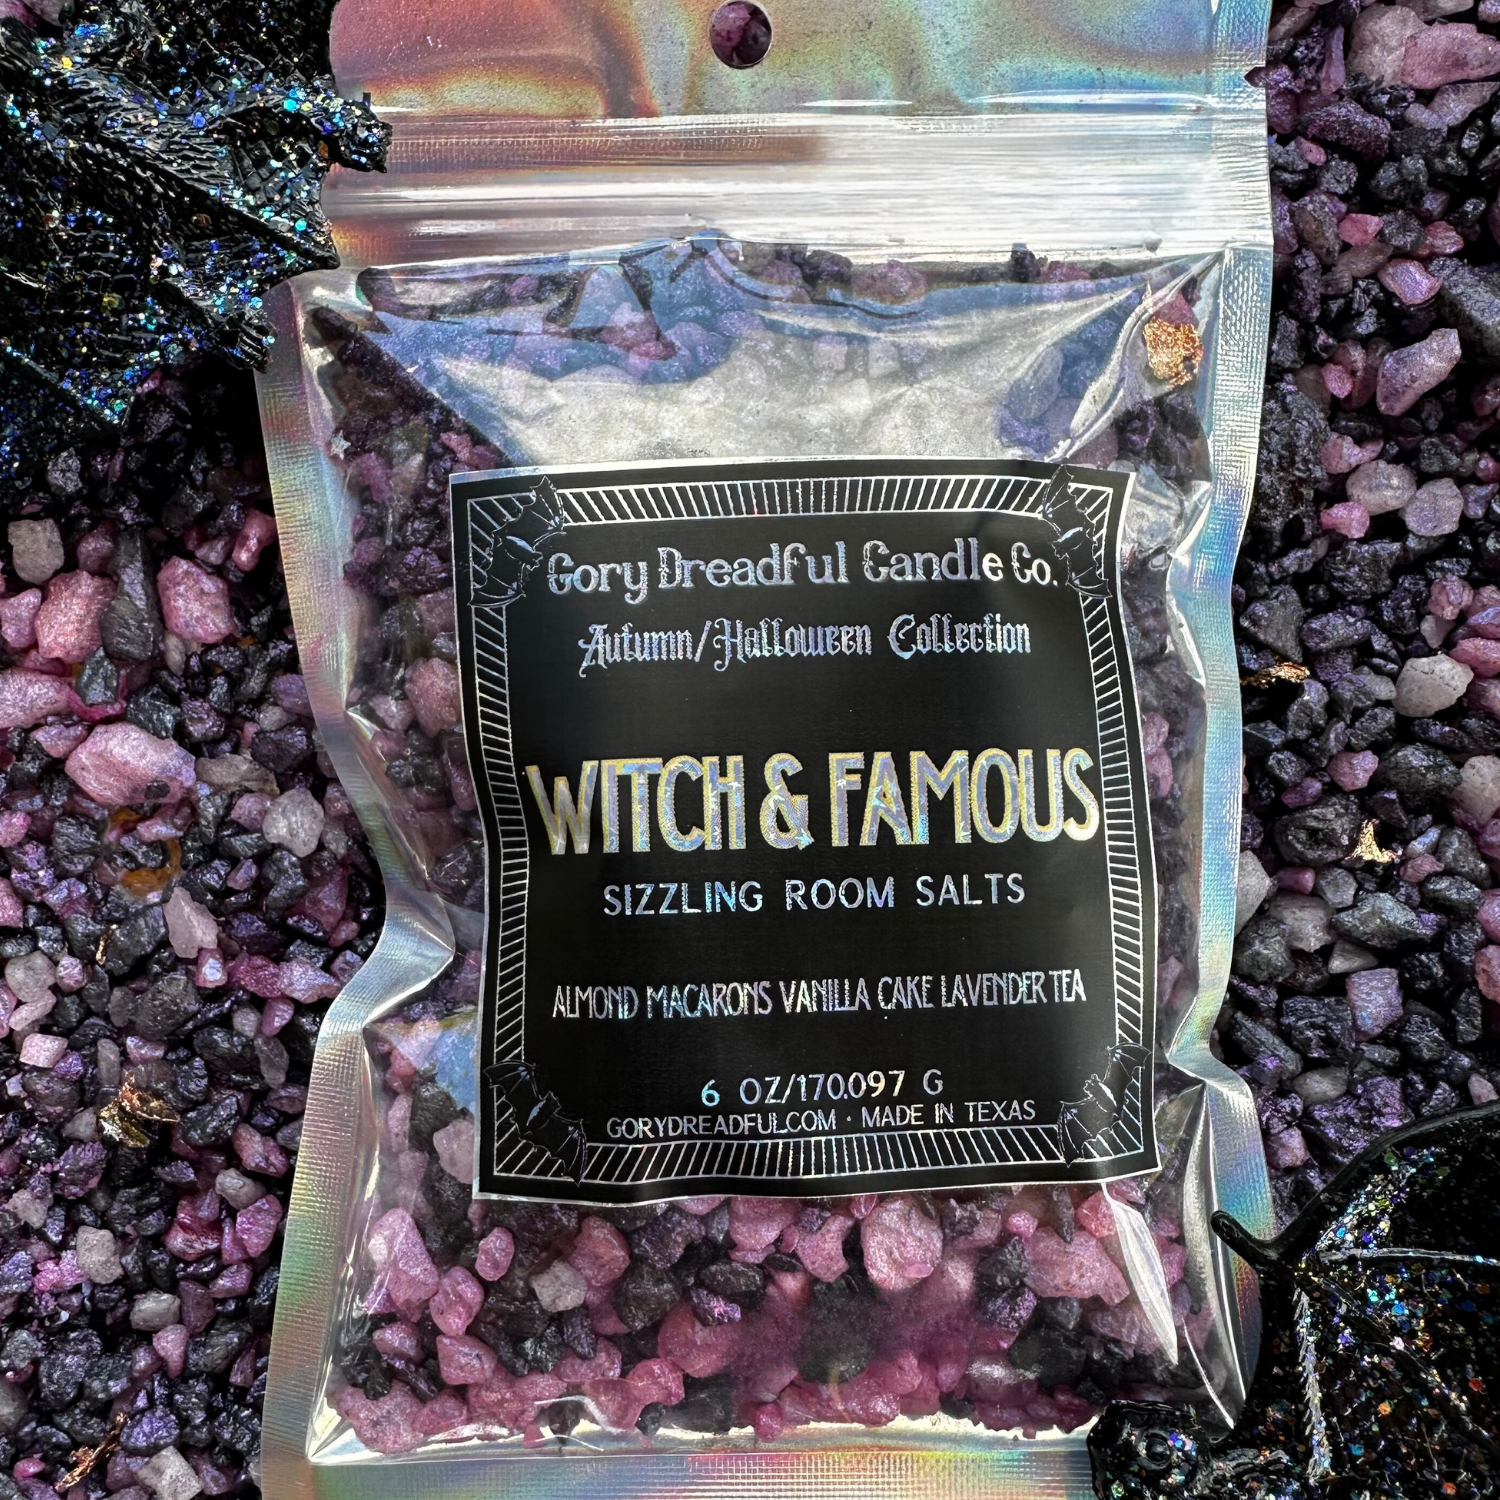 Gory Dreadful Candle Co.
Autumn/Halloween Collection
WITCH & FAMOUS
SIZZLING ROOM SALTS
ALMOND MACARONS VANILLA CAKE LAVENDER TEA
6 OZ/170.097 G
GORYDREADFUL.COM · MADE IN TEXAS